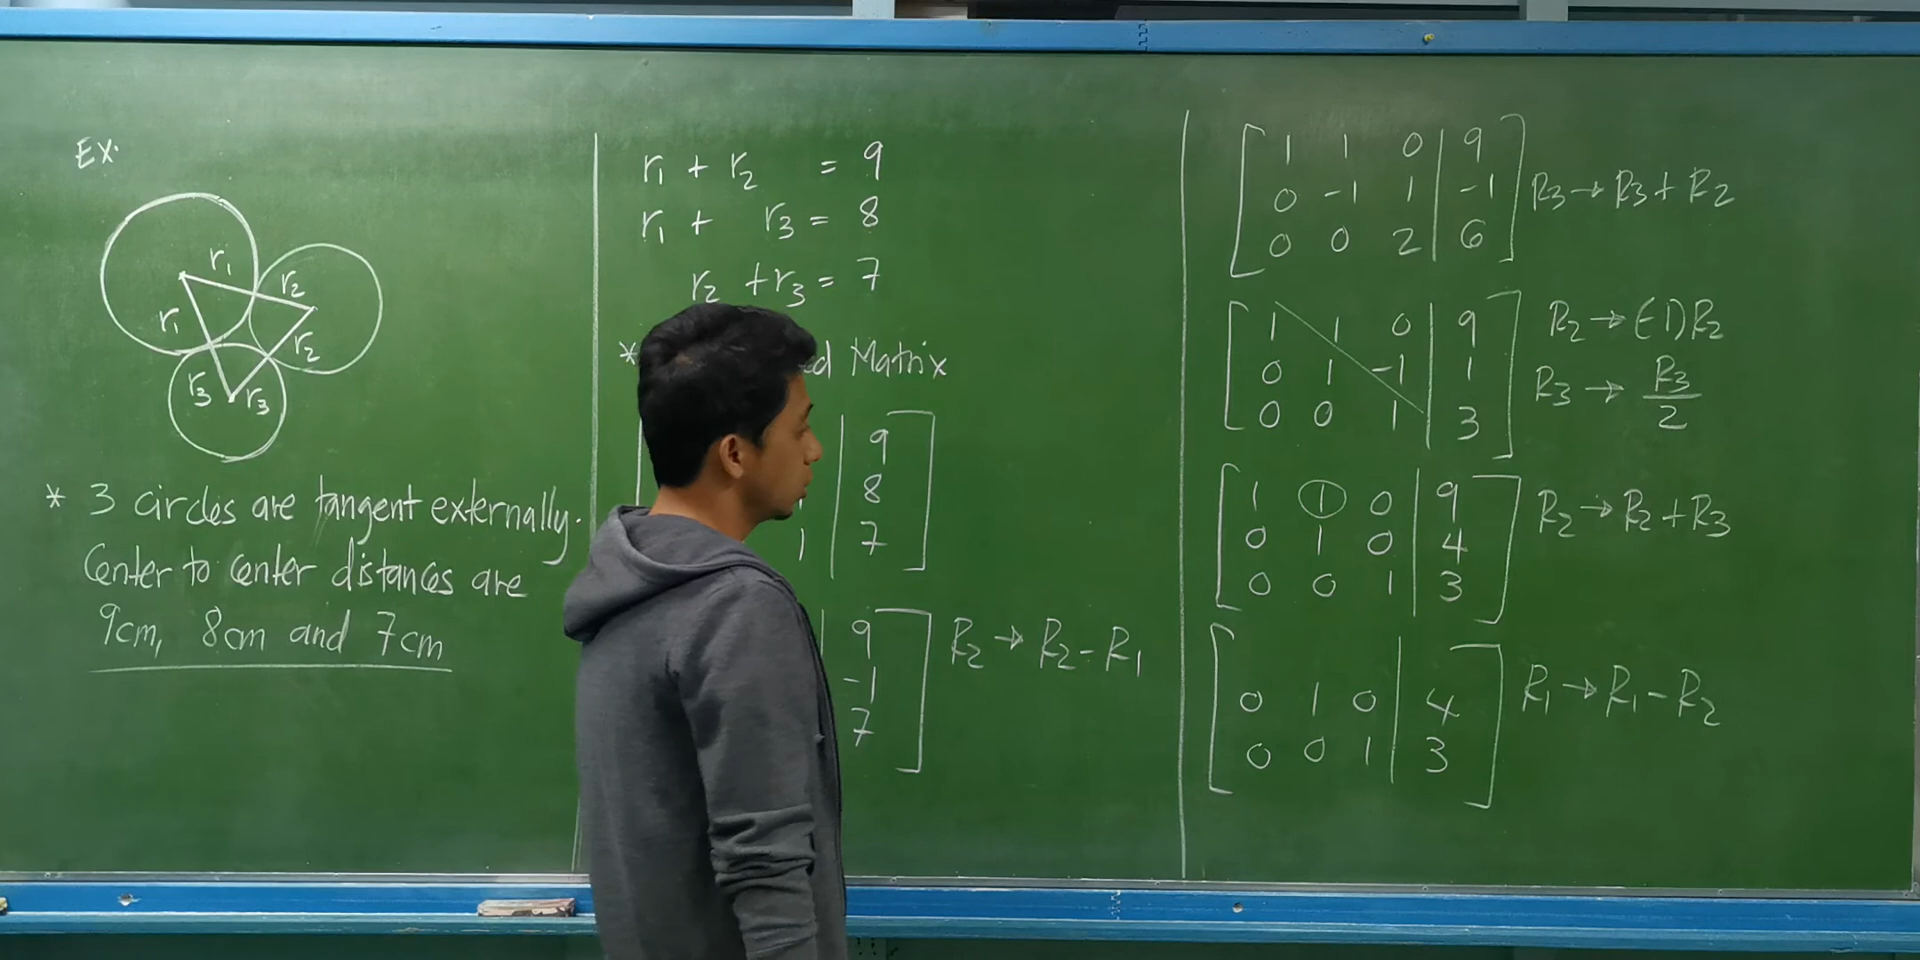 Ex.
r₁ r₂
r₁ r₂
r₃ r₃
* 3 circles are tangent externally.
Center to center distances are
9cm, 8cm and 7cm
r₁ + r₂ = 9
r₁ + r₃ = 8
r₂ + r₃ = 7
* Matrix
| 9
| 8
1 | 7
| 9
-1 R₂ → R₂ - R₁
7
[ 1 1 0 | 9 ]
[ 0 -1 1 | -1 ] R₃ → R₃ + R₂
[ 0 0 2 | 6 ]
[ 1 1 0 | 9 ] R₂ → (-1)R₂
[ 0 1 -1 | 1 ] R₃ → R₃/2
[ 0 0 1 | 3 ]
[ 1 1 0 | 9 ] R₂ → R₂ + R₃
[ 0 1 0 | 4 ]
[ 0 0 1 | 3 ]
[ 0 1 0 | 4 ] R₁ → R₁ - R₂
[ 0 0 1 | 3 ]